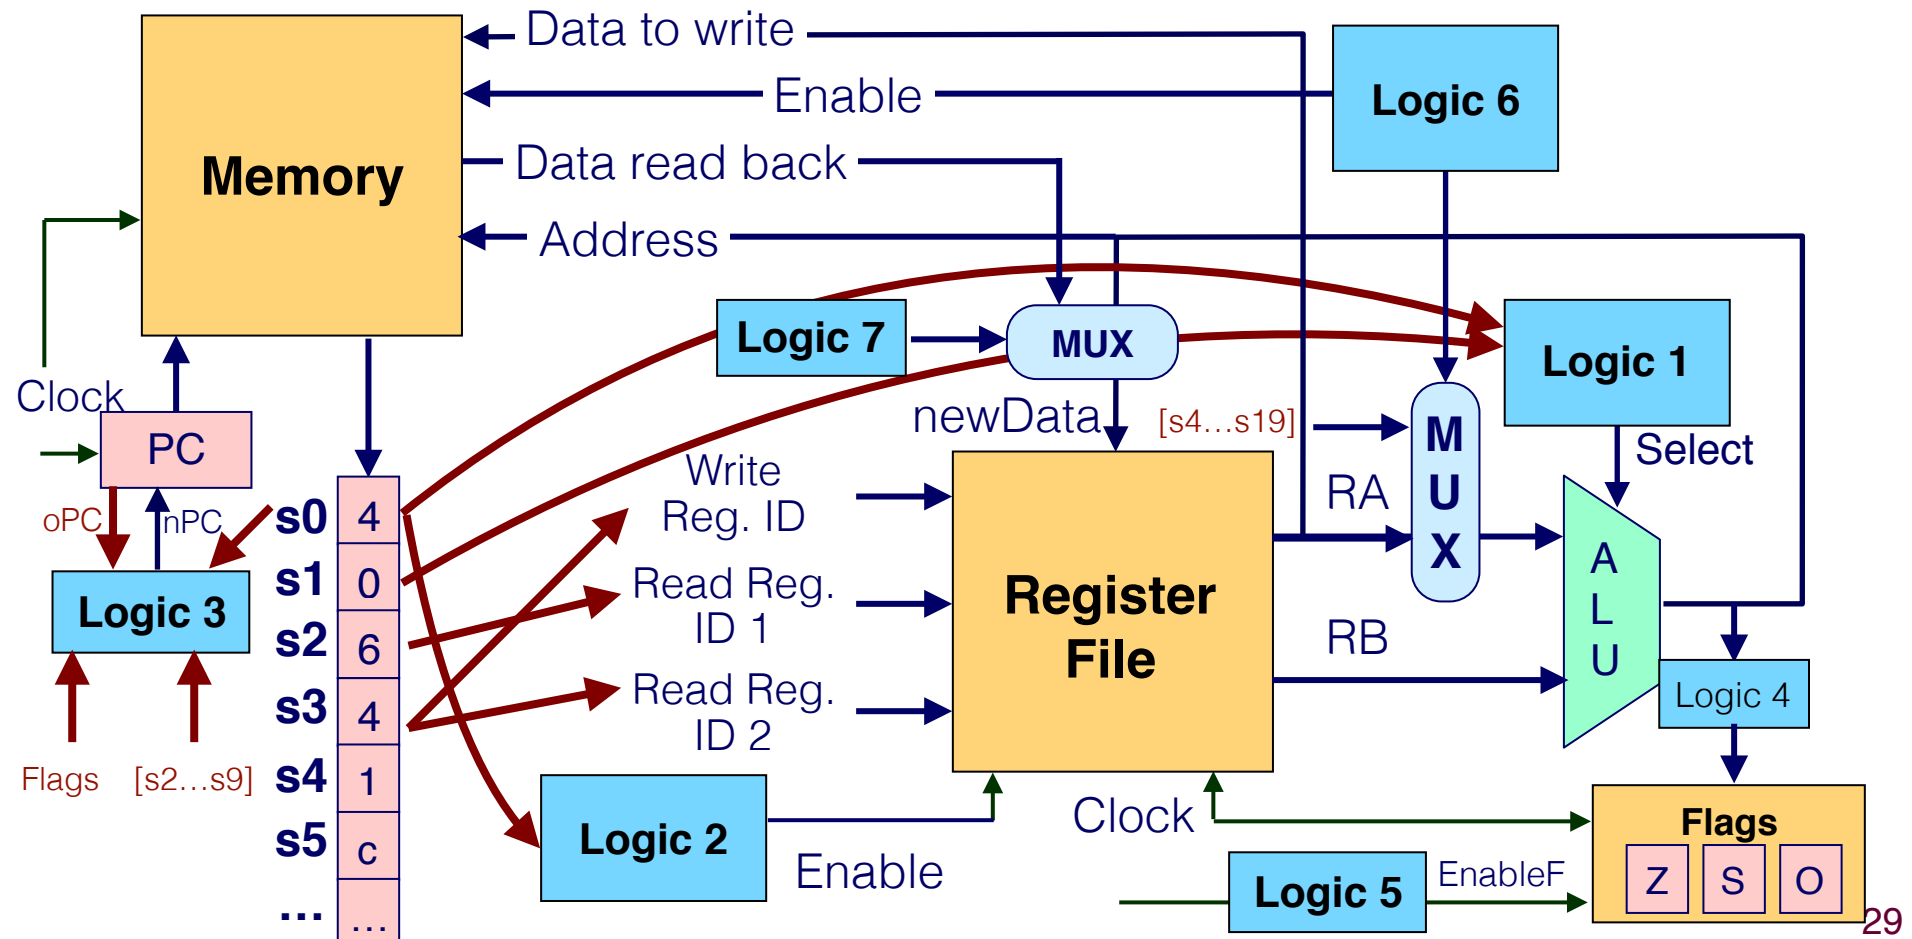 Data to write
Enable
Logic 6
Memory
Data read back
Address
Logic 7
MUX
Logic 1
Clock
newData
[s4...s19]
M
U
X
Select
PC
Write
Reg. ID
RA
oPC
nPC
s0 4
s1 0
Logic 3
Read Reg.
ID 1
Register
File
A
L
U
s2 6
RB
s3 4
Read Reg.
ID 2
Logic 4
Flags
[s2...s9]
s4 1
s5 c
Logic 2
Enable
Clock
Flags
Z S O
Logic 5
EnableF
... ...
29